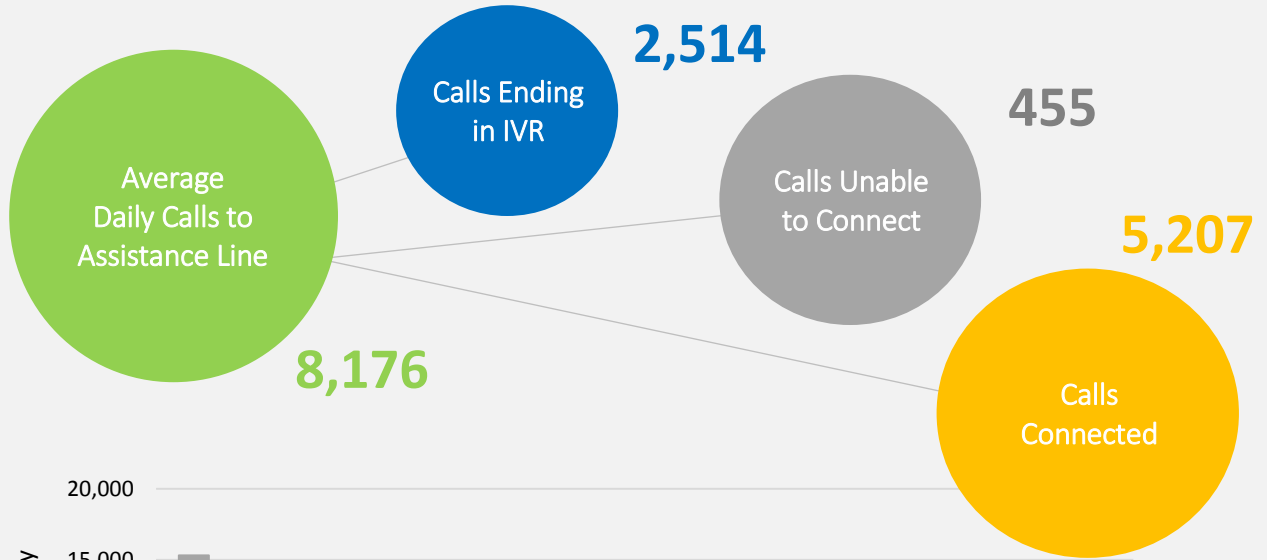 2,514
Calls Ending
in IVR
455
Average
Daily Calls to
Assistance Line
Calls Unable
to Connect
5,207
8,176
Calls
Connected
20,000
15,000